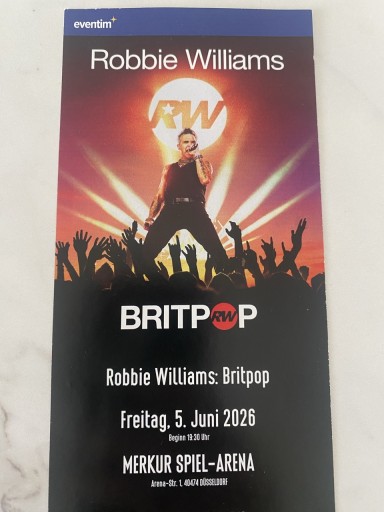 eventim
Robbie Williams
RW
BRITPRWP
Robbie Williams: Britpop
Freitag, 5. Juni 2026
Beginn 19:30 Uhr
MERKUR SPIEL-ARENA
Arena-Str. 1, 40474 DÜSSELDORF